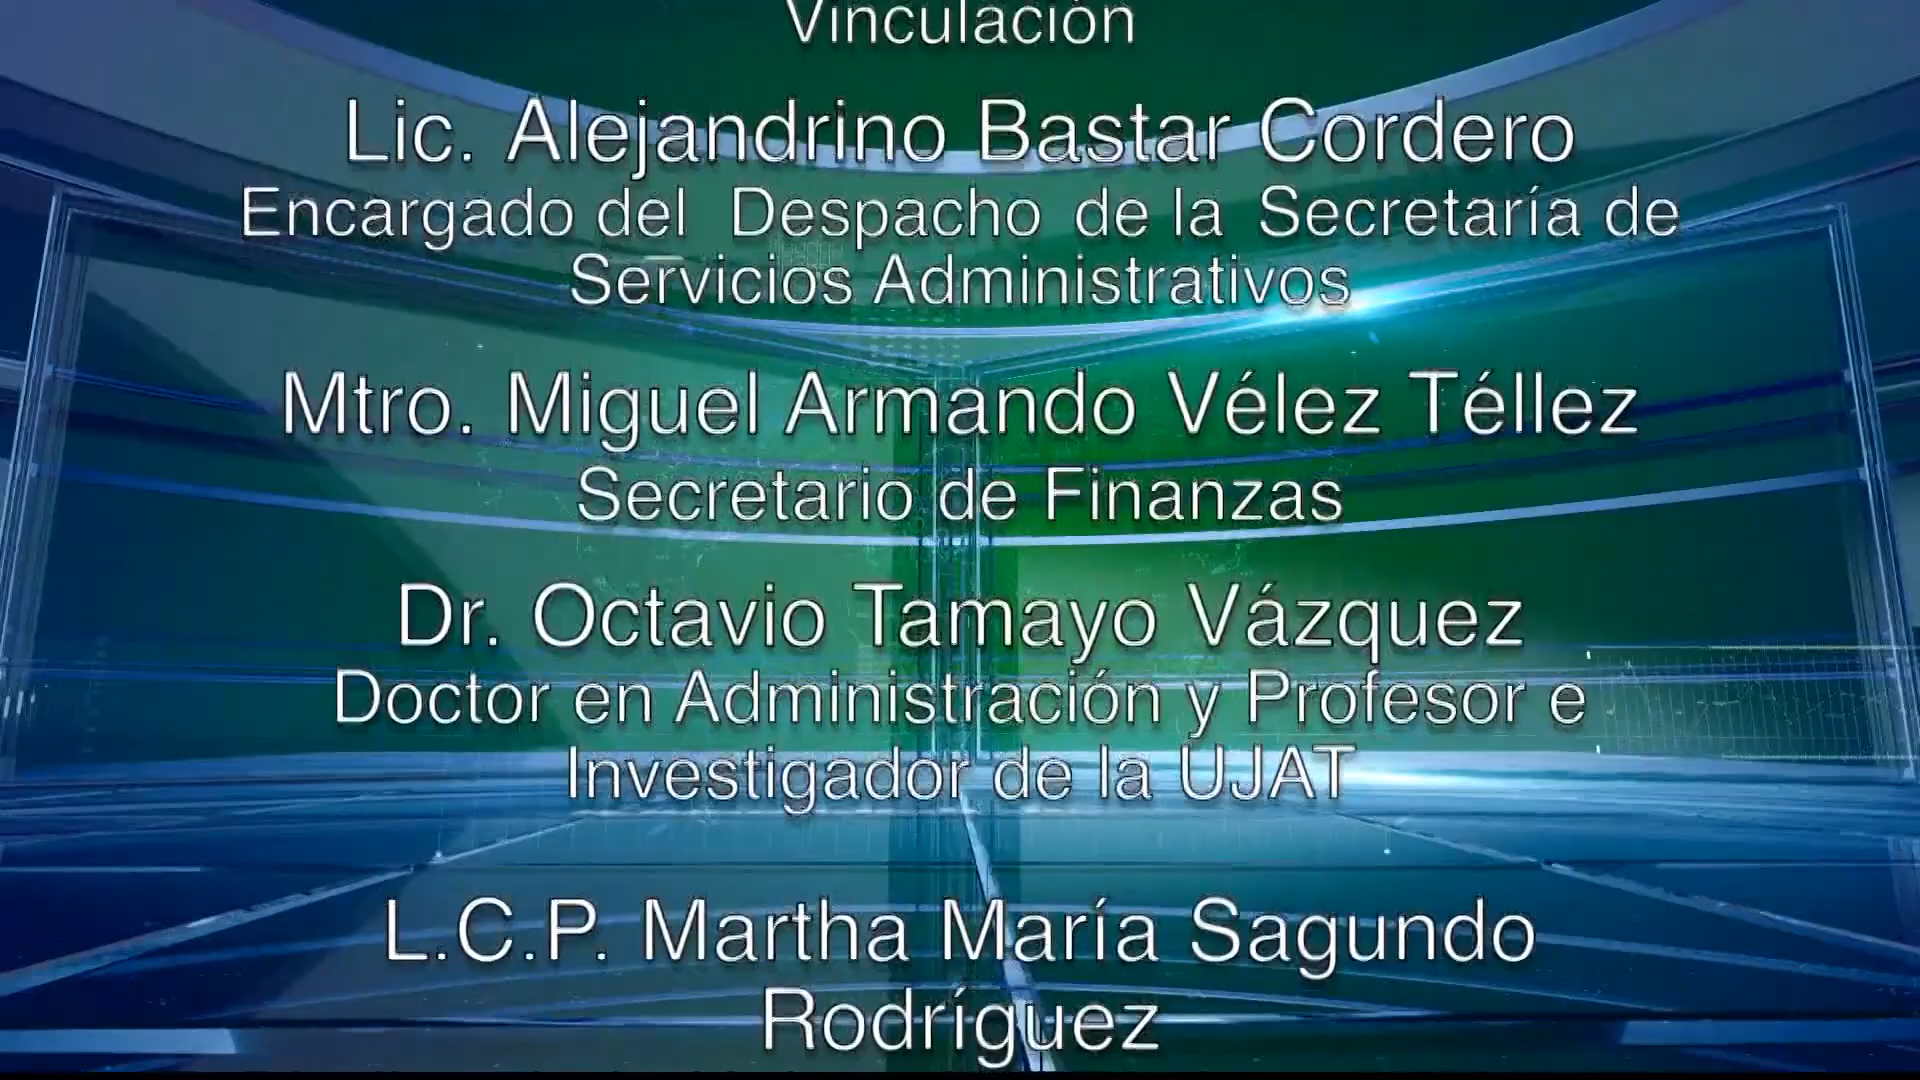 Vinculación
Lic. Alejandrino Bastar Cordero
Encargado del Despacho de la Secretaría de
Servicios Administrativos
Mtro. Miguel Armando Vélez Téllez
Secretario de Finanzas
Dr. Octavio Tamayo Vázquez
Doctor en Administración y Profesor e
Investigador de la UJAT
L.C.P. Martha María Sagundo
Rodríguez